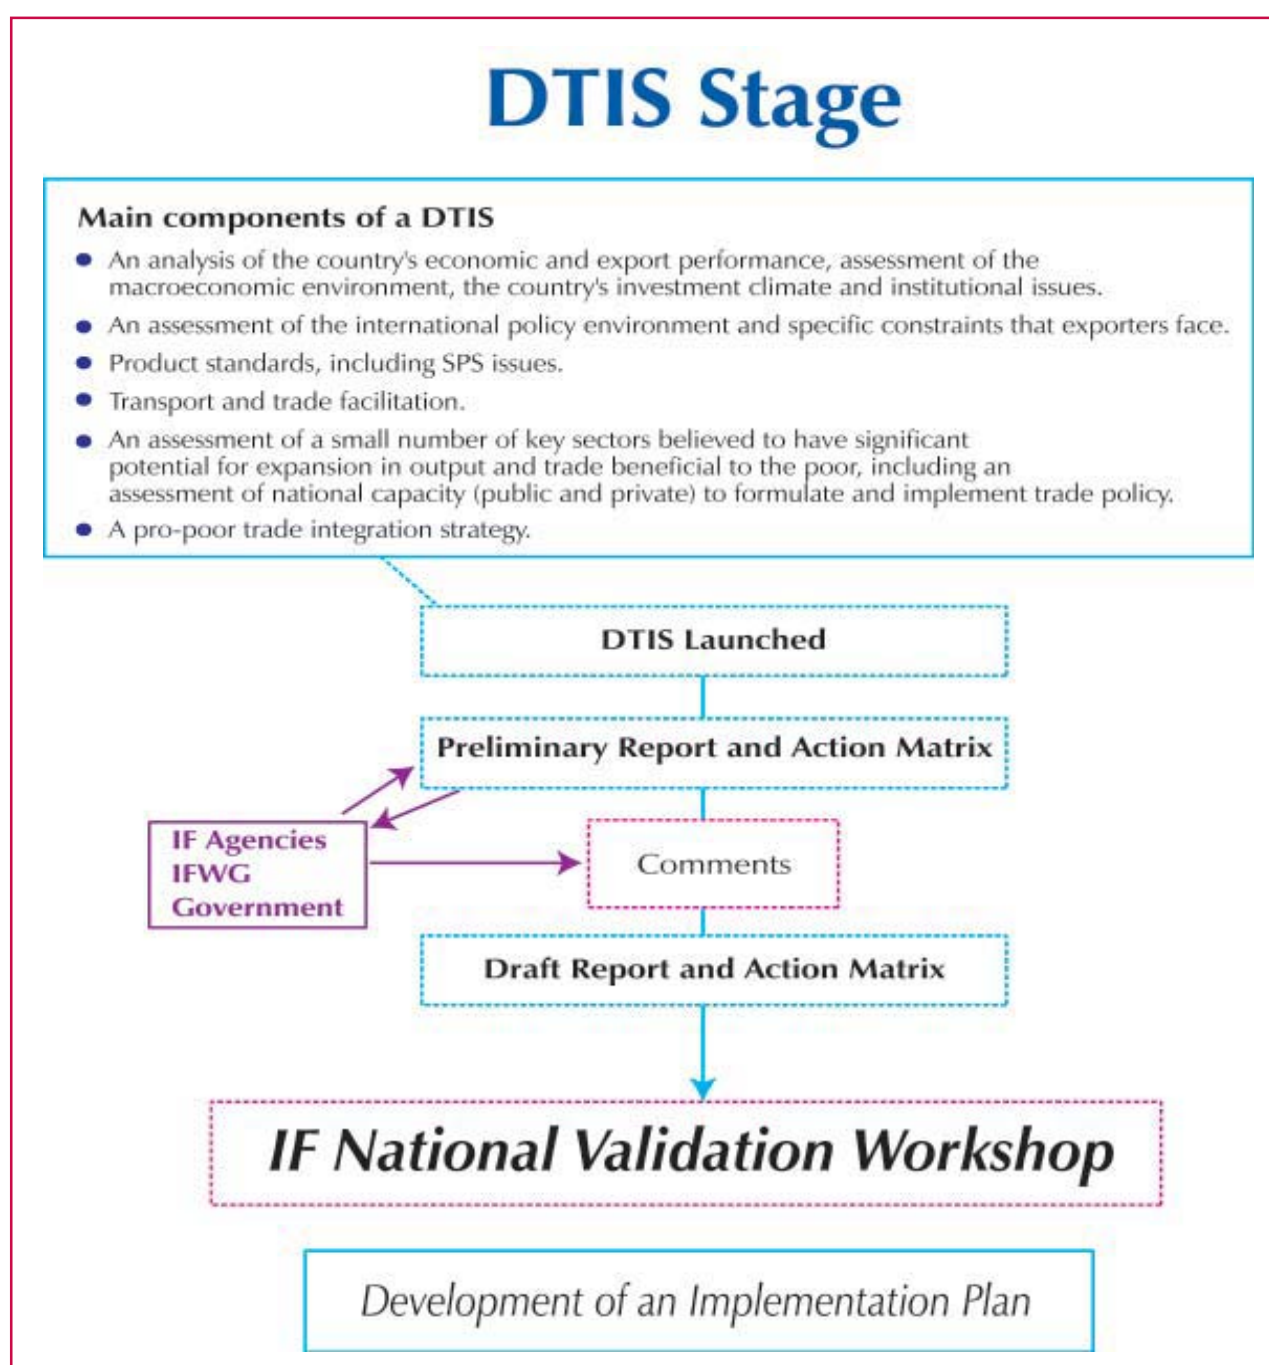 DTIS Stage
Main components of a DTIS
An analysis of the country's economic and export performance, assessment of the
macroeconomic environment, the country's investment climate and institutional issues.
An assessment of the international policy environment and specific constraints that exporters face.
Product standards, including SPS issues.
Transport and trade facilitation.
An assessment of a small number of key sectors believed to have significant
potential for expansion in output and trade beneficial to the poor, including an
assessment of national capacity (public and private) to formulate and implement trade policy.
A pro-poor trade integration strategy.
DTIS Launched
Preliminary Report and Action Matrix
IF Agencies
IFWG
Government
Comments
Draft Report and Action Matrix
IF National Validation Workshop
Development of an Implementation Plan